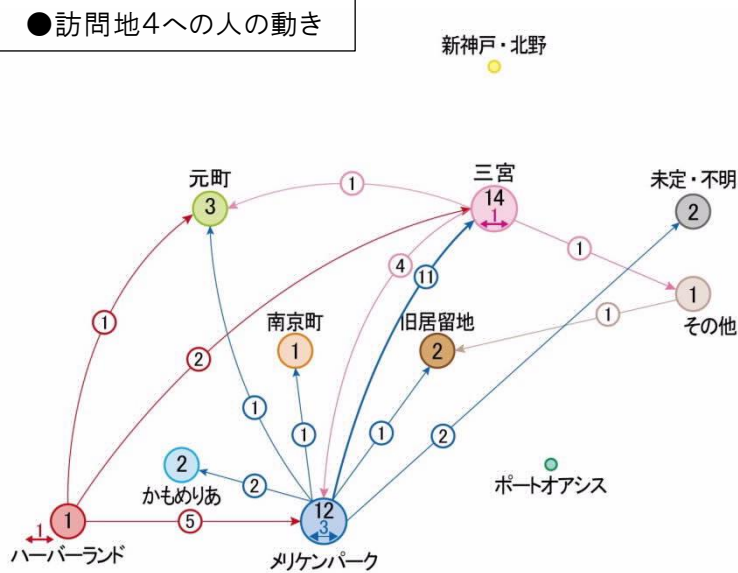 ●訪問地4への人の動き
新神戸・北野
元町
3
1
三宮
14
1
未定・不明
2
4
11
1
1
その他
1
1
南京町
1
旧居留地
2
2
1
1
1
2
かもめりあ
2
2
ポートオアシス
1
1
ハーバーランド
5
12
3
メリケンパーク